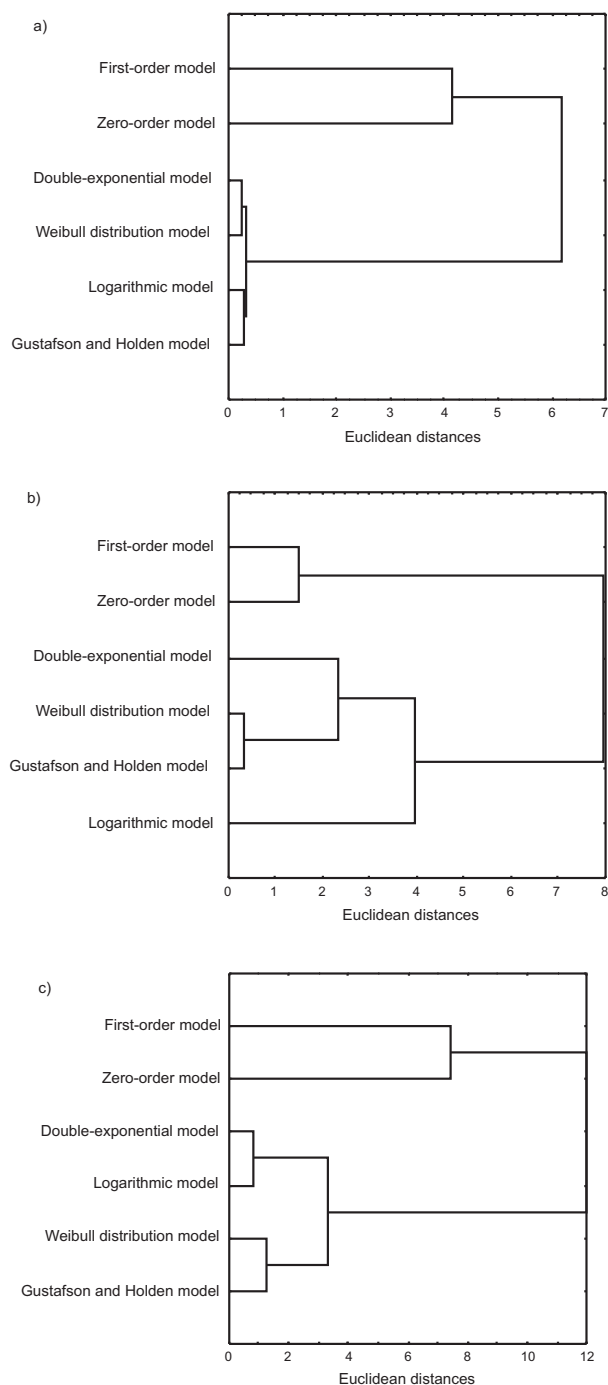 a)
First-order model
Zero-order model
Double-exponential model
Weibull distribution model
Logarithmic model
Gustafson and Holden model
0 1 2 3 4 5 6 7
Euclidean distances
b)
First-order model
Zero-order model
Double-exponential model
Weibull distribution model
Gustafson and Holden model
Logarithmic model
0 1 2 3 4 5 6 7 8
Euclidean distances
c)
First-order model
Zero-order model
Double-exponential model
Logarithmic model
Weibull distribution model
Gustafson and Holden model
0 2 4 6 8 10 12
Euclidean distances